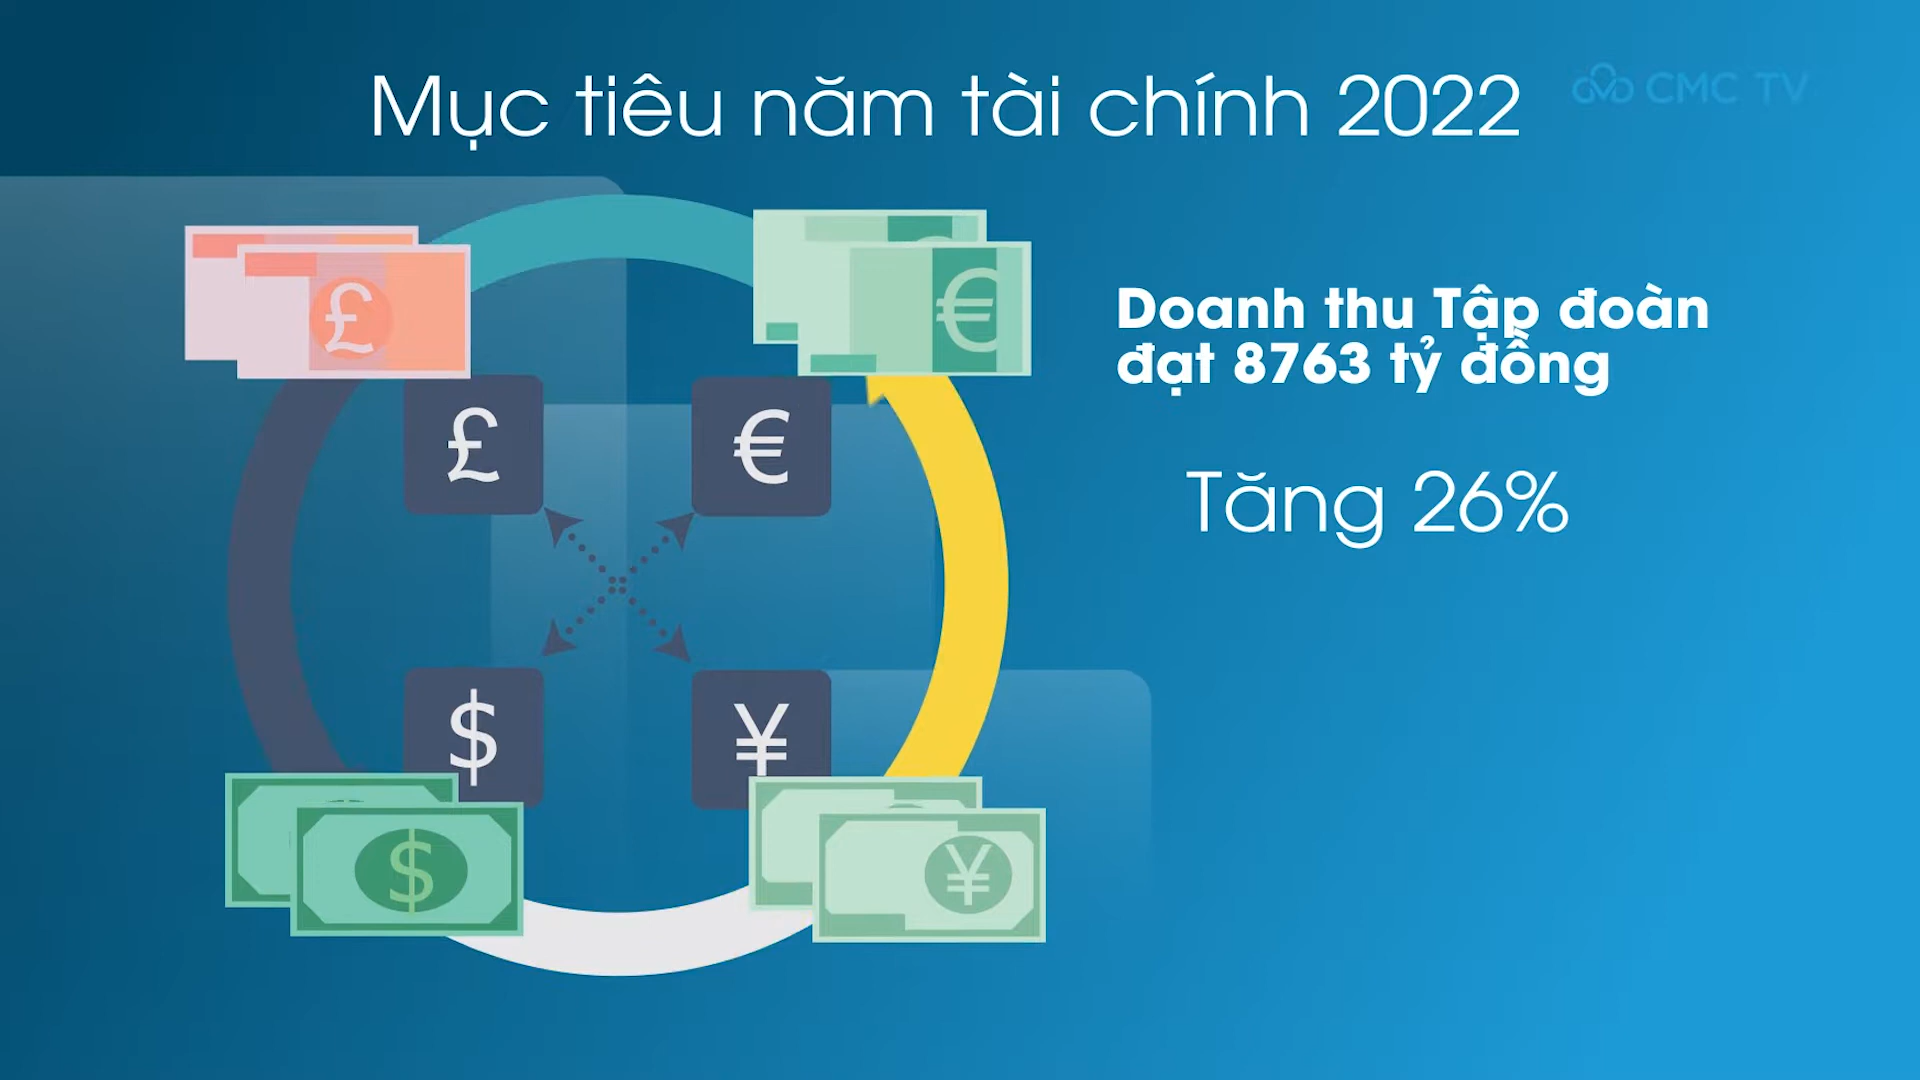 Mục tiêu năm tài chính 2022
CMC TV
£
€
Doanh thu Tập đoàn
đạt 8763 tỷ đồng
£
€
Tăng 26%
$
¥
$
¥